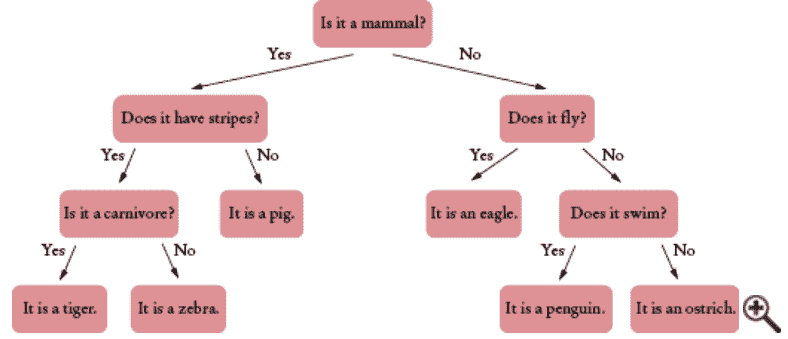 Is it a mammal?
Yes
No
Does it have stripes?
Does it fly?
Yes
No
Yes
No
Is it a carnivore?
It is a pig.
It is an eagle.
Does it swim?
Yes
No
Yes
No
It is a tiger.
It is a zebra.
It is a penguin.
It is an ostrich.